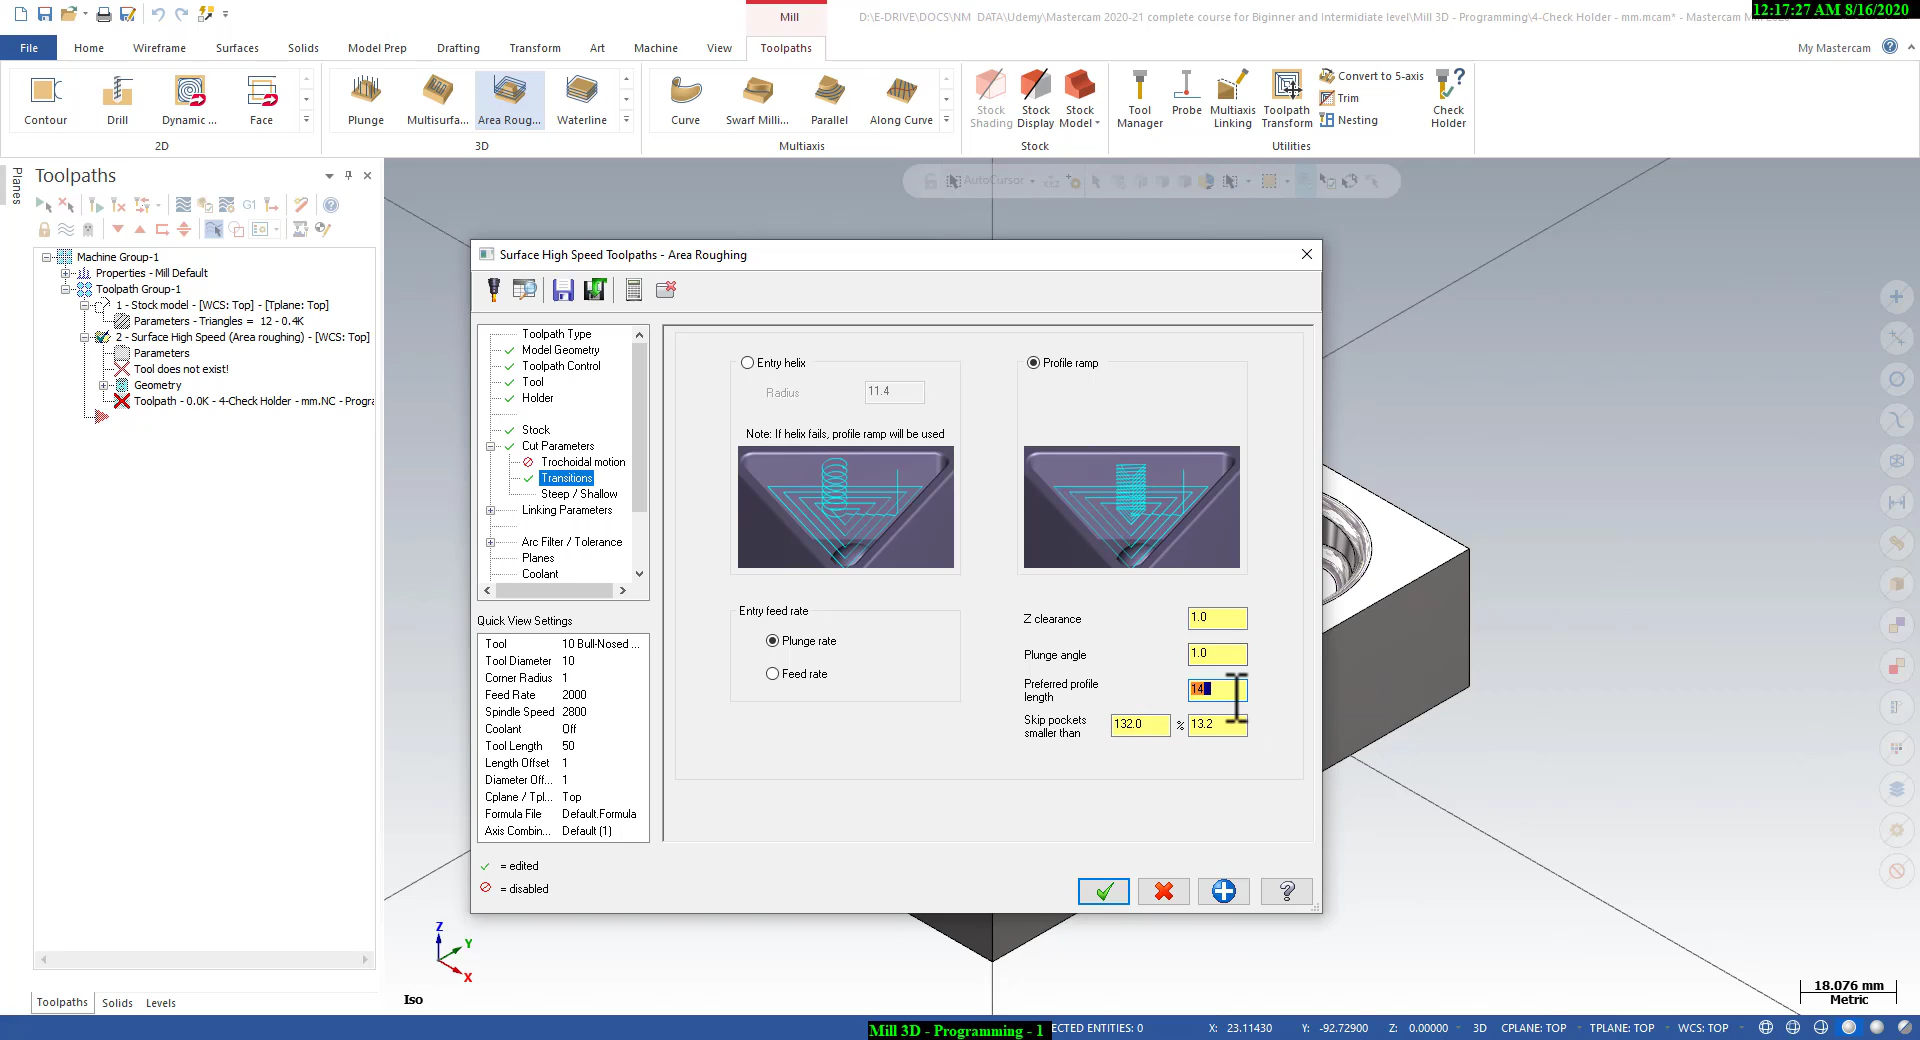 12:17:27 AM 8/16/2020
Mill
D:\E-DRIVE\DOCS\NM DATA\Udemy\Mastercam 2020-21 complete course for Biginner and Intermidiate level\Mill 3D - Programming\4-Check Holder - mm.mcam* - Mastercam
File
Home
Wireframe
Surfaces
Solids
Model Prep
Drafting
Transform
Art
Machine
View
Toolpaths
My Mastercam
Contour
Drill
Dynamic ...
Face
Plunge
Multisurfa...
Area Roug...
Waterline
Curve
Swarf Milli...
Parallel
Along Curve
Stock Shading
Stock Display
Stock Model
Tool Manager
Probe
Multiaxis Linking
Toolpath Transform
Convert to 5-axis
Trim
Nesting
Check Holder
2D
3D
Multiaxis
Stock
Utilities
Planes
Toolpaths
G1
AutoCursor
Machine Group-1
Properties - Mill Default
Toolpath Group-1
1 - Stock model - [WCS: Top] - [Tplane: Top]
Parameters - Triangles = 12 - 0.4K
2 - Surface High Speed (Area roughing) - [WCS: Top]
Parameters
Tool does not exist!
Geometry
Toolpath - 0.0K - 4-Check Holder - mm.NC - Progra
Surface High Speed Toolpaths - Area Roughing
Toolpath Type
Model Geometry
Toolpath Control
Tool
Holder
Stock
Cut Parameters
Trochoidal motion
Transitions
Steep / Shallow
Linking Parameters
Arc Filter / Tolerance
Planes
Coolant
Quick View Settings
Tool 10 Bull-Nosed ...
Tool Diameter 10
Corner Radius 1
Feed Rate 2000
Spindle Speed 2800
Coolant Off
Tool Length 50
Length Offset 1
Diameter Off... 1
Cplane / Tpl... Top
Formula File Default.Formula
Axis Combin... Default (1)
= edited
= disabled
Entry helix
Radius 11.4
Note: If helix fails, profile ramp will be used
Profile ramp
Entry feed rate
Plunge rate
Feed rate
Z clearance 1.0
Plunge angle 1.0
Preferred profile length 14
Skip pockets smaller than 132.0 % 13.2
Z
Y
X
Iso
18.076 mm
Metric
Toolpaths
Solids
Levels
Mill 3D - Programming - 1
ECTED ENTITIES: 0
X: 23.11430
Y: -92.72900
Z: 0.00000
3D
CPLANE: TOP
TPLANE: TOP
WCS: TOP